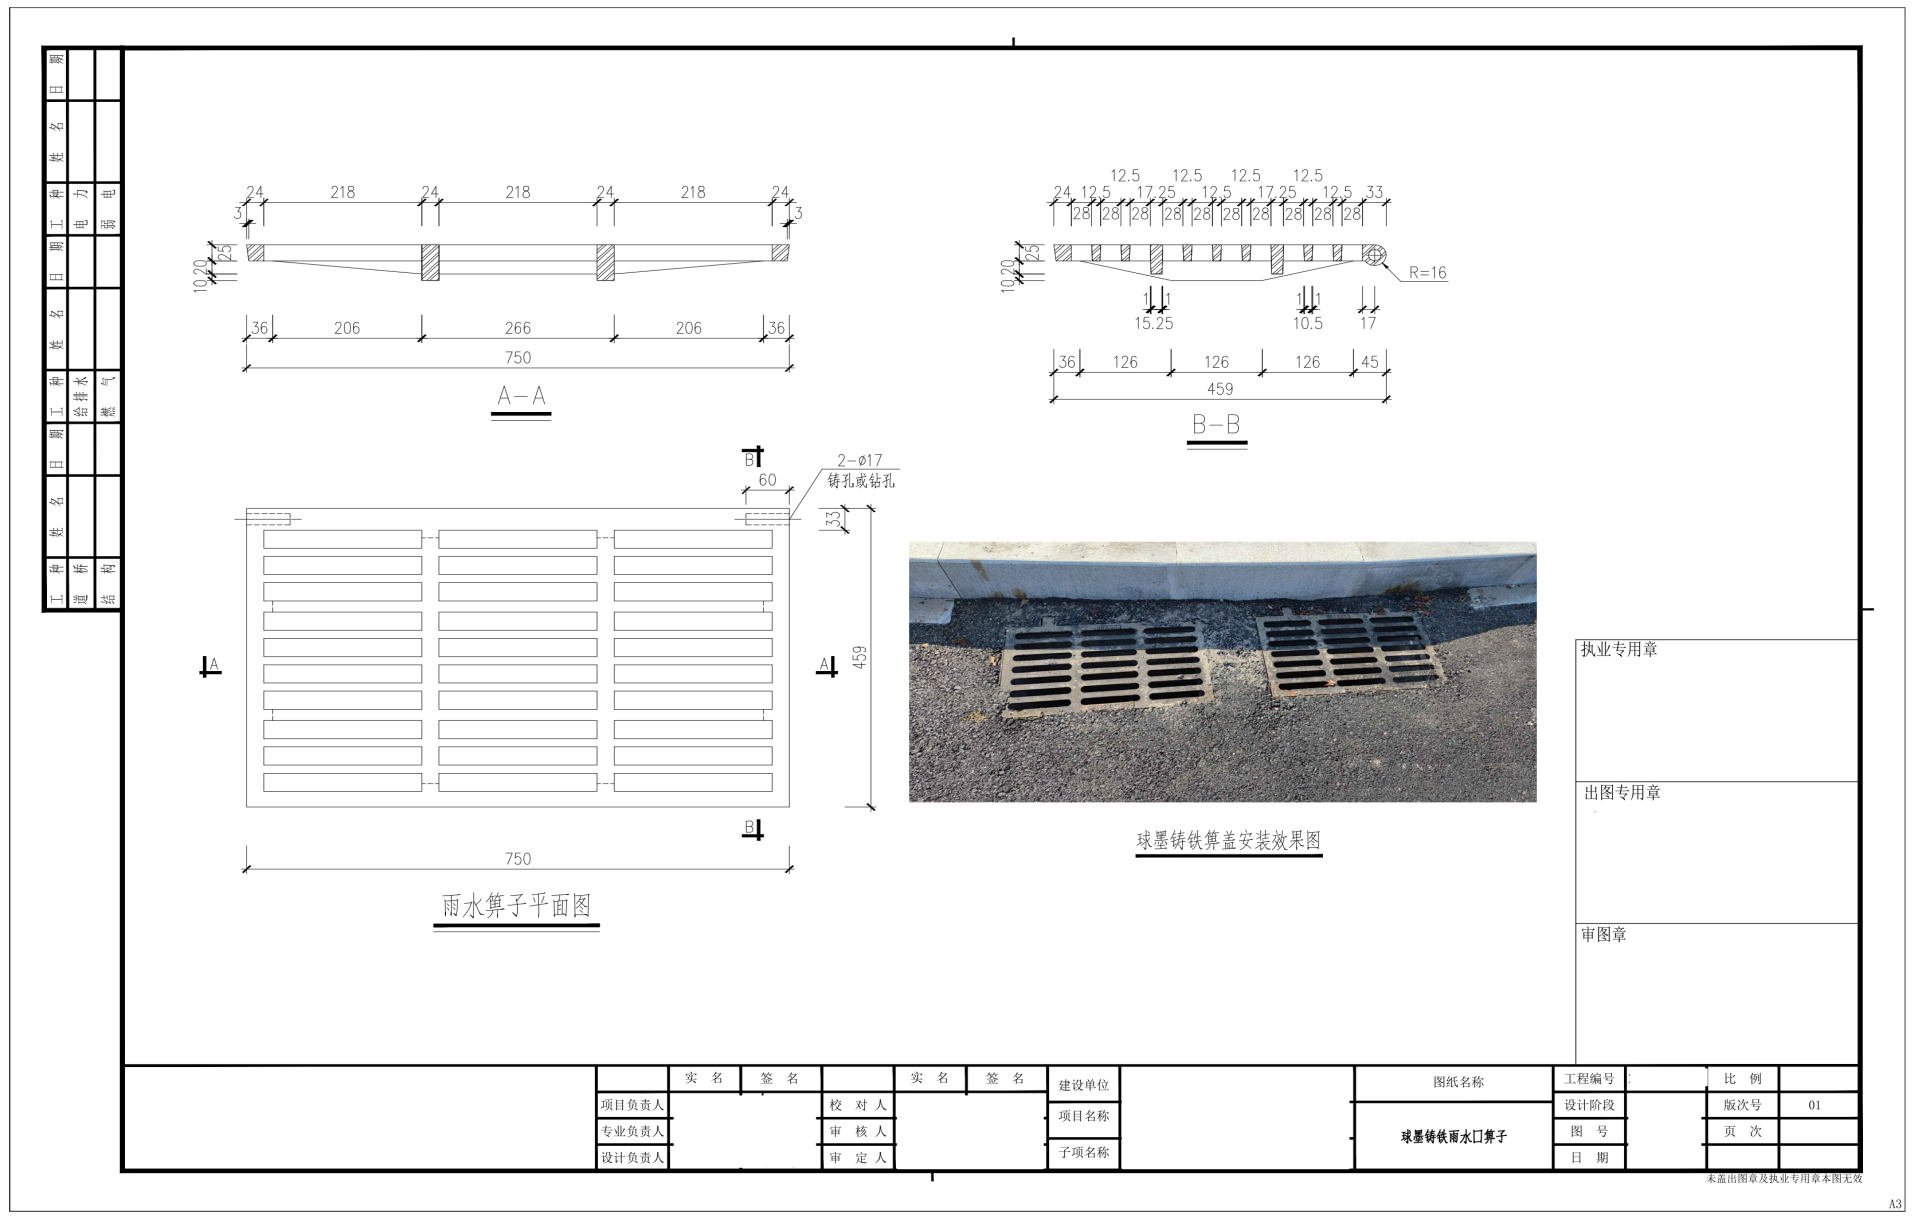 24 218 24 218 24 218 24
3 3
25
20
10
36 206 266 206 36
750
A-A
12.5 12.5 12.5 12.5
24 12.5 17.25 12.5 17.25 12.5 33
28 28 28 28 28 28 28 28 28 28
25
20
10
R=16
1 1 1 1
15.25 10.5 17
36 126 126 126 45
459
B-B
B
2-ø17
铸孔或钻孔
60
33
A A
459
B
750
雨水箅子平面图
球墨铸铁箅盖安装效果图
日 期
姓 名
工 种 电 力 弱 电
日 期
姓 名
工 种 给排水 燃 气
日 期
姓 名
工 种 道 桥 结 构
执业专用章
出图专用章
审图章
实 名 签 名 实 名 签 名
项目负责人 校 对 人
专业负责人 审 核 人
设计负责人 审 定 人
建设单位
项目名称
子项名称
图纸名称
球墨铸铁雨水口箅子
工程编号 比 例
设计阶段 版次号 01
图 号 页 次
日 期
未盖出图章及执业专用章本图无效
A3